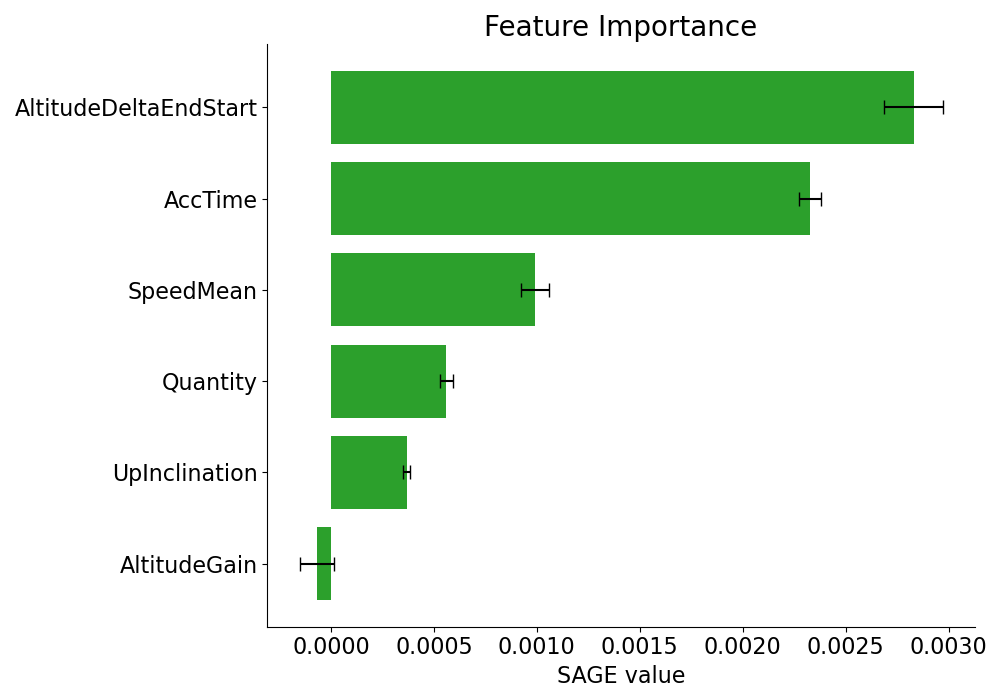 Feature Importance
AltitudeDeltaEndStart
AccTime
SpeedMean
Quantity
UpInclination
AltitudeGain
0.0000 0.0005 0.0010 0.0015 0.0020 0.0025 0.0030
SAGE value